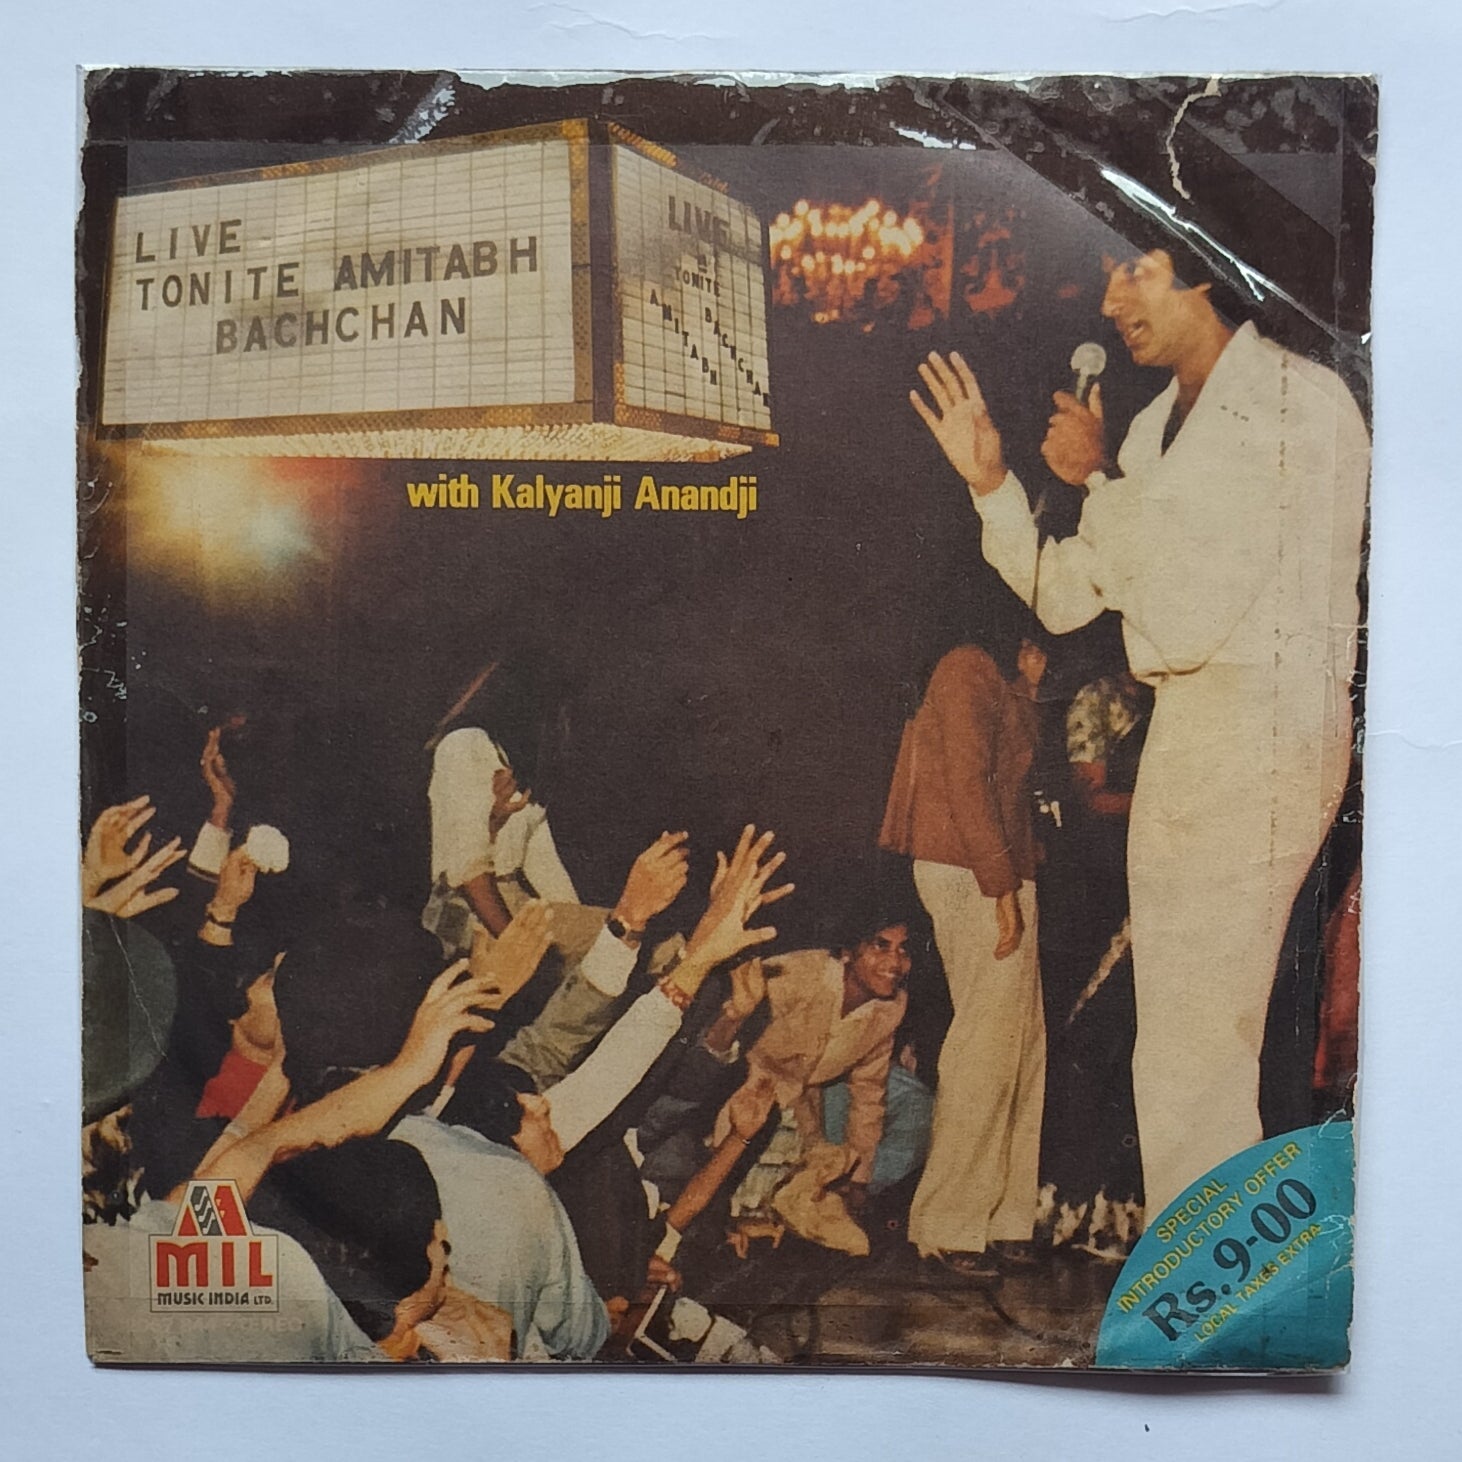 LIVE
TONITE AMITABH
BACHCHAN
LIVE
TONITE
BACHCHAN
AMITABH
with Kalyanji Anandji
SPECIAL
INTRODUCTORY OFFER
Rs.9-00
LOCAL TAXES EXTRA
MIL
MUSIC INDIA LTD.
STEREO